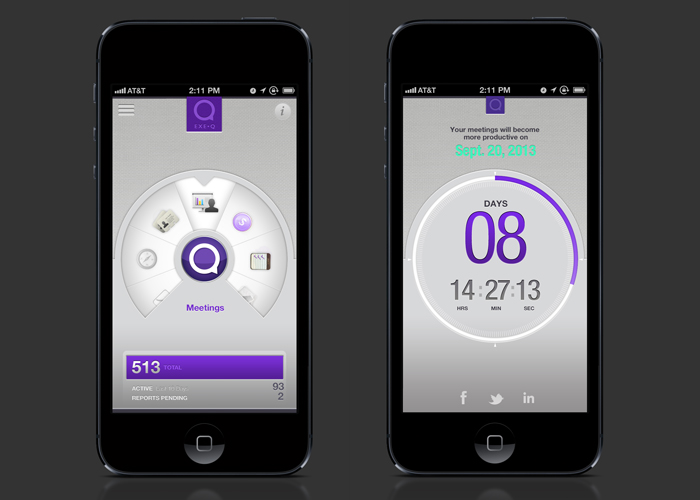 AT&T 2:11 PM
EXE•Q
i
Meetings
513 TOTAL
ACTIVE
93
REPORTS PENDING
2
AT&T 2:11 PM
Your meetings will become
more productive on
Sept. 20, 2013
DAYS
08
14:27:13
HRS MIN SEC
f
in